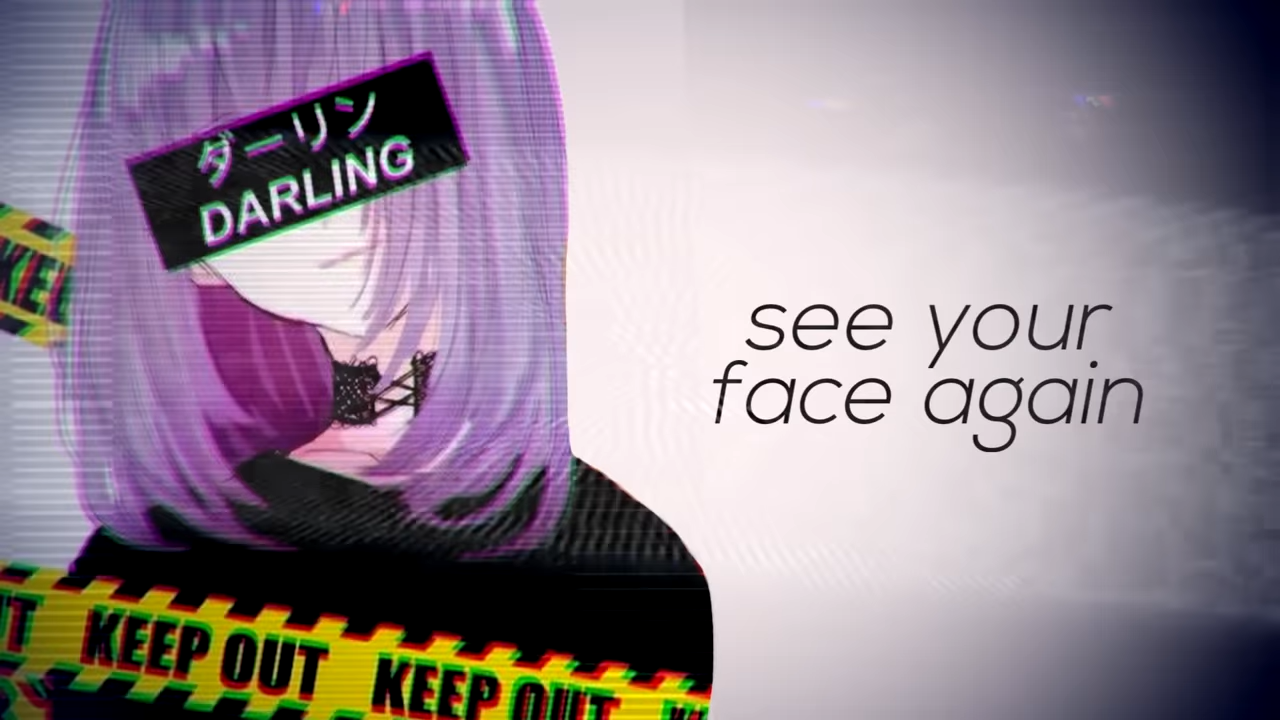 ダーリン
DARLING
see your
face again
KEEP OUT KEEP OUT